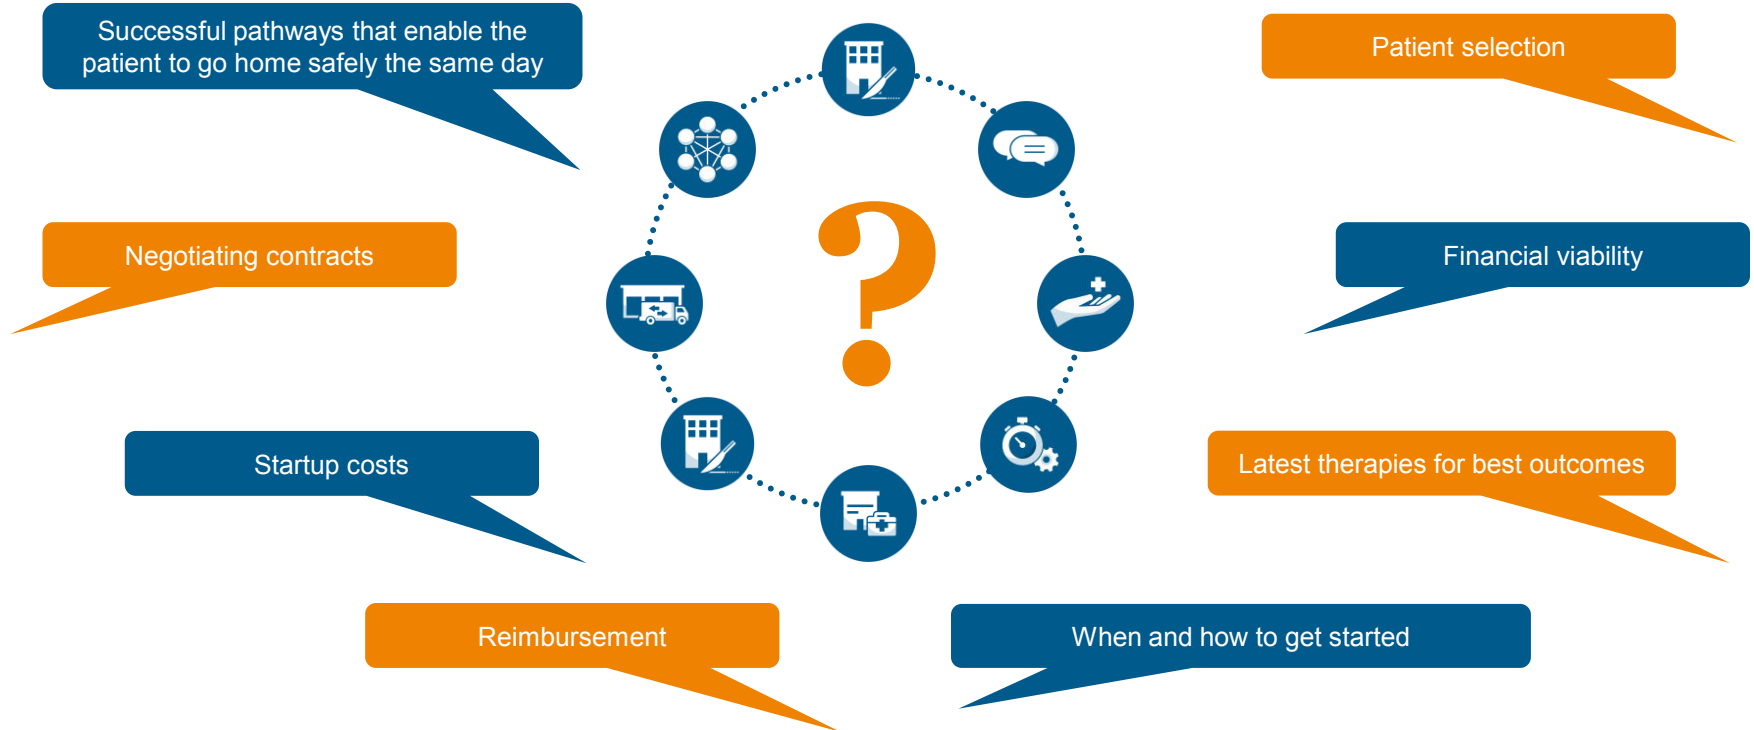 Successful pathways that enable the
patient to go home safely the same day
Patient selection
?
Negotiating contracts
Financial viability
Startup costs
Latest therapies for best outcomes
Reimbursement
When and how to get started